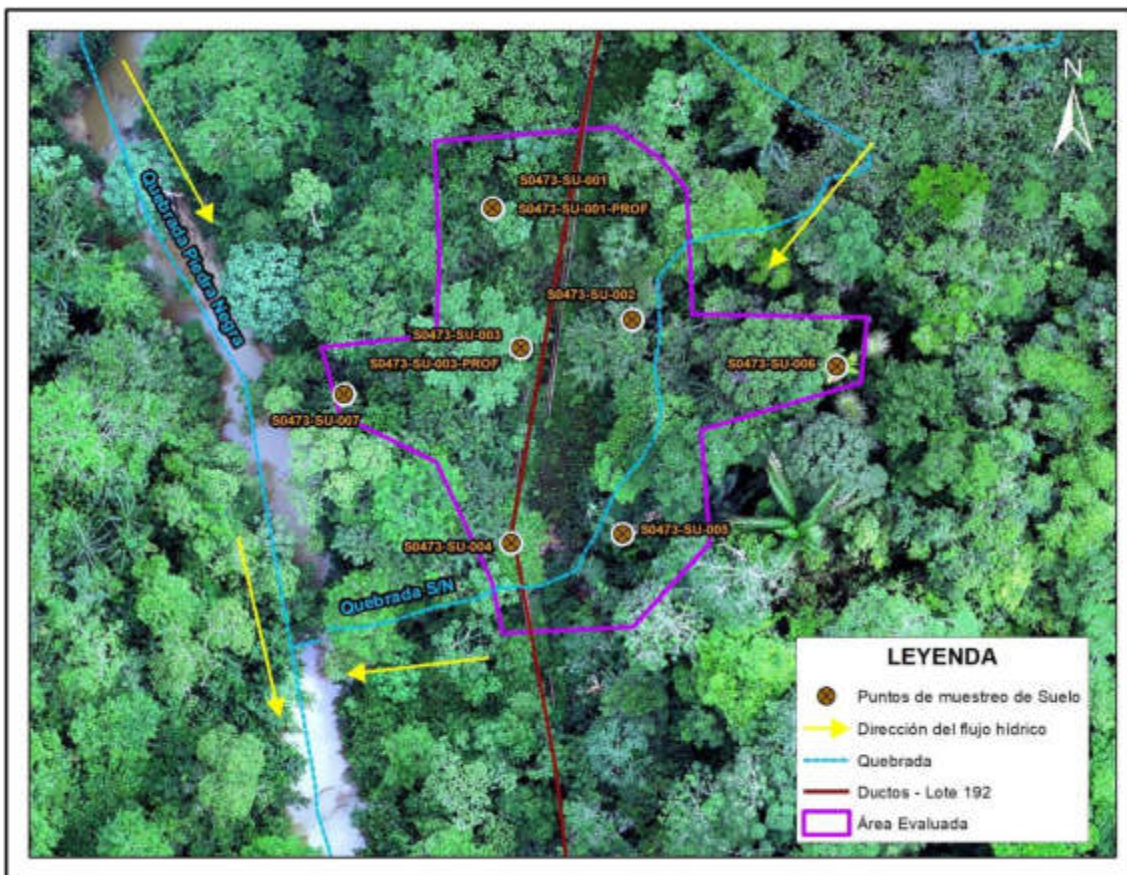 N
Quebrada Piedra Negra
S0473-SU-001
S0473-SU-001-PROF
S0473-SU-002
S0473-SU-003
S0473-SU-003-PROF
S0473-SU-006
S0473-SU-007
S0473-SU-004
S0473-SU-005
Quebrada S/N
LEYENDA
Puntos de muestreo de Suelo
Dirección del flujo hídrico
Quebrada
Ductos - Lote 192
Área Evaluada